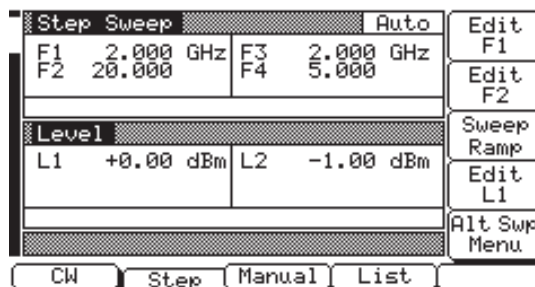 Step Sweep Auto
F1 2.000 GHz F3 2.000 GHz
F2 20.000 F4 5.000
Level
L1 +0.00 dBm L2 -1.00 dBm
Edit
F1
Edit
F2
Sweep
Ramp
Edit
L1
Alt Swp
Menu
CW Step Manual List